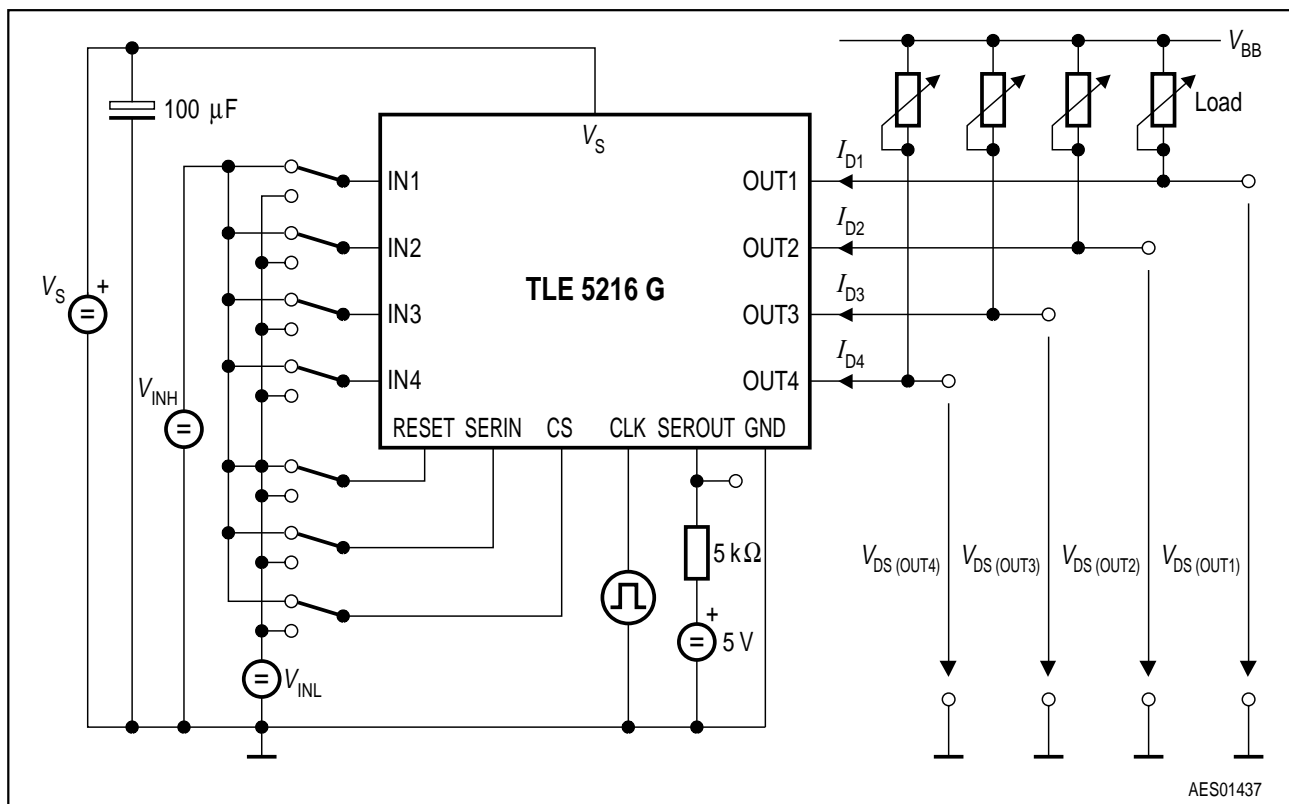 V_BB
100 µF
V_S
Load
I_D1
IN1
OUT1
I_D2
IN2
OUT2
V_S +
TLE 5216 G
I_D3
IN3
OUT3
I_D4
V_INH
IN4
OUT4
RESET SERIN CS CLK SEROUT GND
5 kΩ
V_DS (OUT4) V_DS (OUT3) V_DS (OUT2) V_DS (OUT1)
+
5 V
V_INL
AES01437